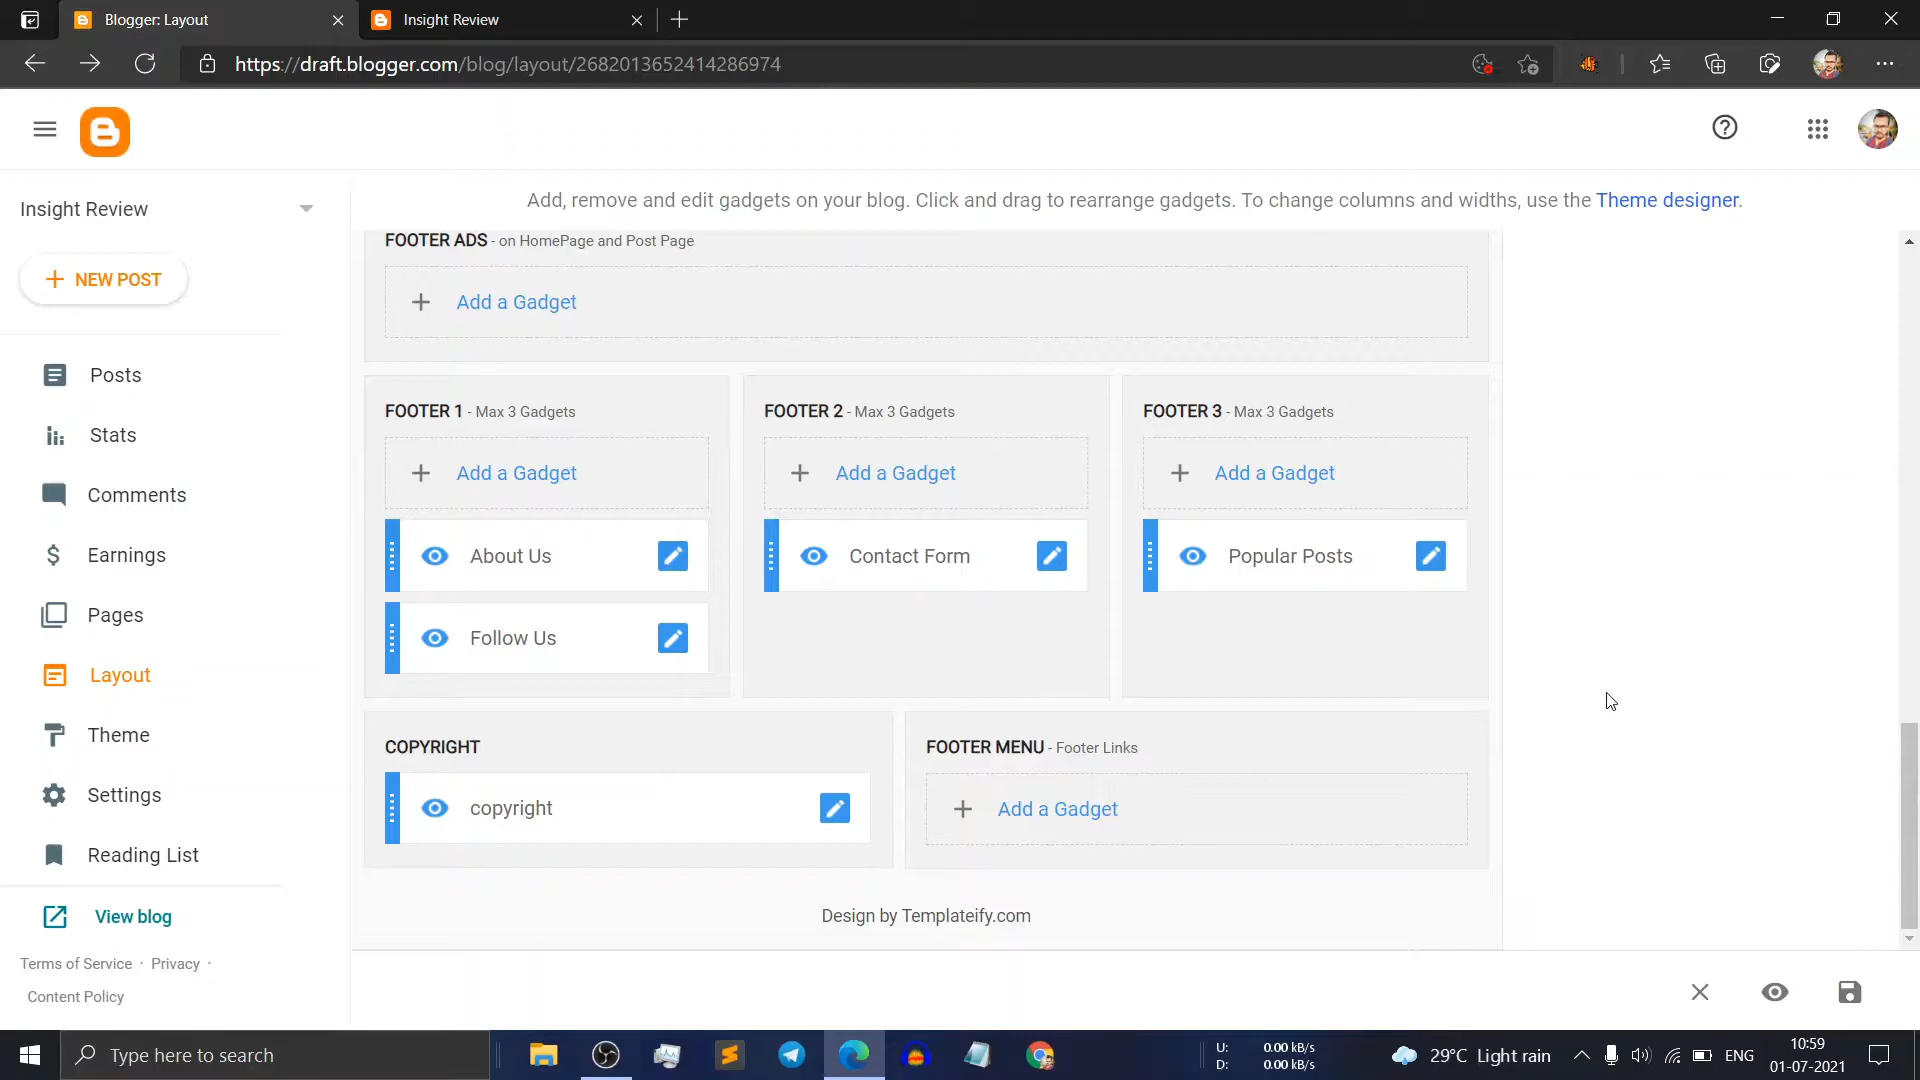 Blogger: Layout
Insight Review
https://draft.blogger.com/blog/layout/2682013652414286974
Insight Review
Add, remove and edit gadgets on your blog. Click and drag to rearrange gadgets. To change columns and widths, use the Theme designer.
NEW POST
Posts
Stats
Comments
Earnings
Pages
Layout
Theme
Settings
Reading List
View blog
Terms of Service · Privacy ·
Content Policy
FOOTER ADS - on HomePage and Post Page
Add a Gadget
FOOTER 1 - Max 3 Gadgets
Add a Gadget
About Us
Follow Us
FOOTER 2 - Max 3 Gadgets
Add a Gadget
Contact Form
FOOTER 3 - Max 3 Gadgets
Add a Gadget
Popular Posts
COPYRIGHT
copyright
FOOTER MENU - Footer Links
Add a Gadget
Design by Templateify.com
Type here to search
U: 0.00 kB/s
D: 0.00 kB/s
29°C Light rain
ENG
10:59
01-07-2021